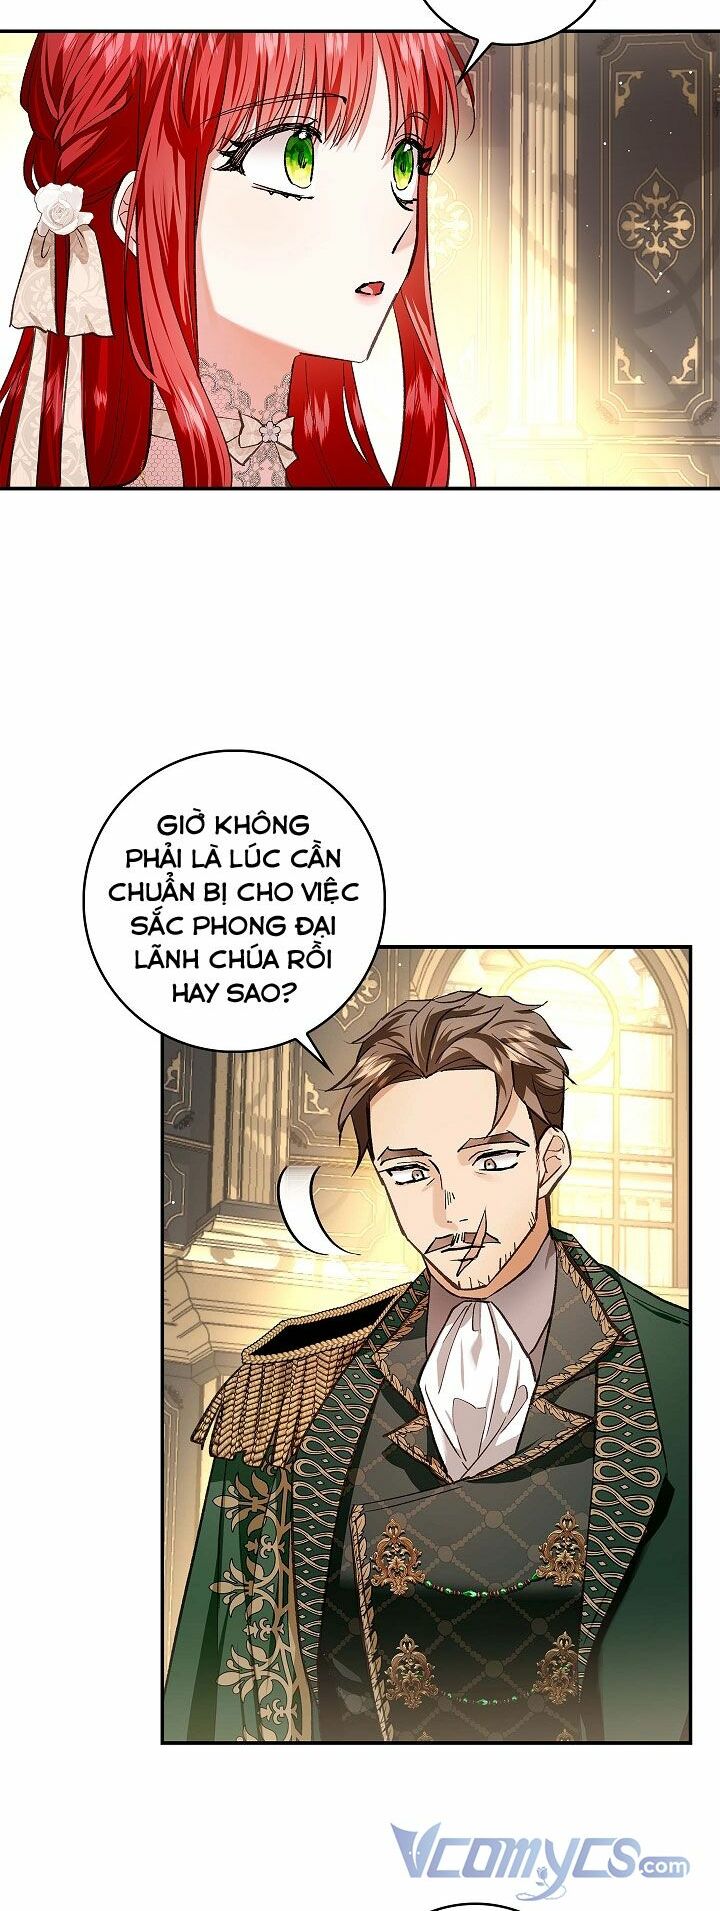 GIỜ KHÔNG
PHẢI LÀ LÚC CẦN
CHUẨN BỊ CHO VIỆC
SẮC PHONG ĐẠI
LÃNH CHÚA RỒI
HAY SAO?
VCOMYCS.com